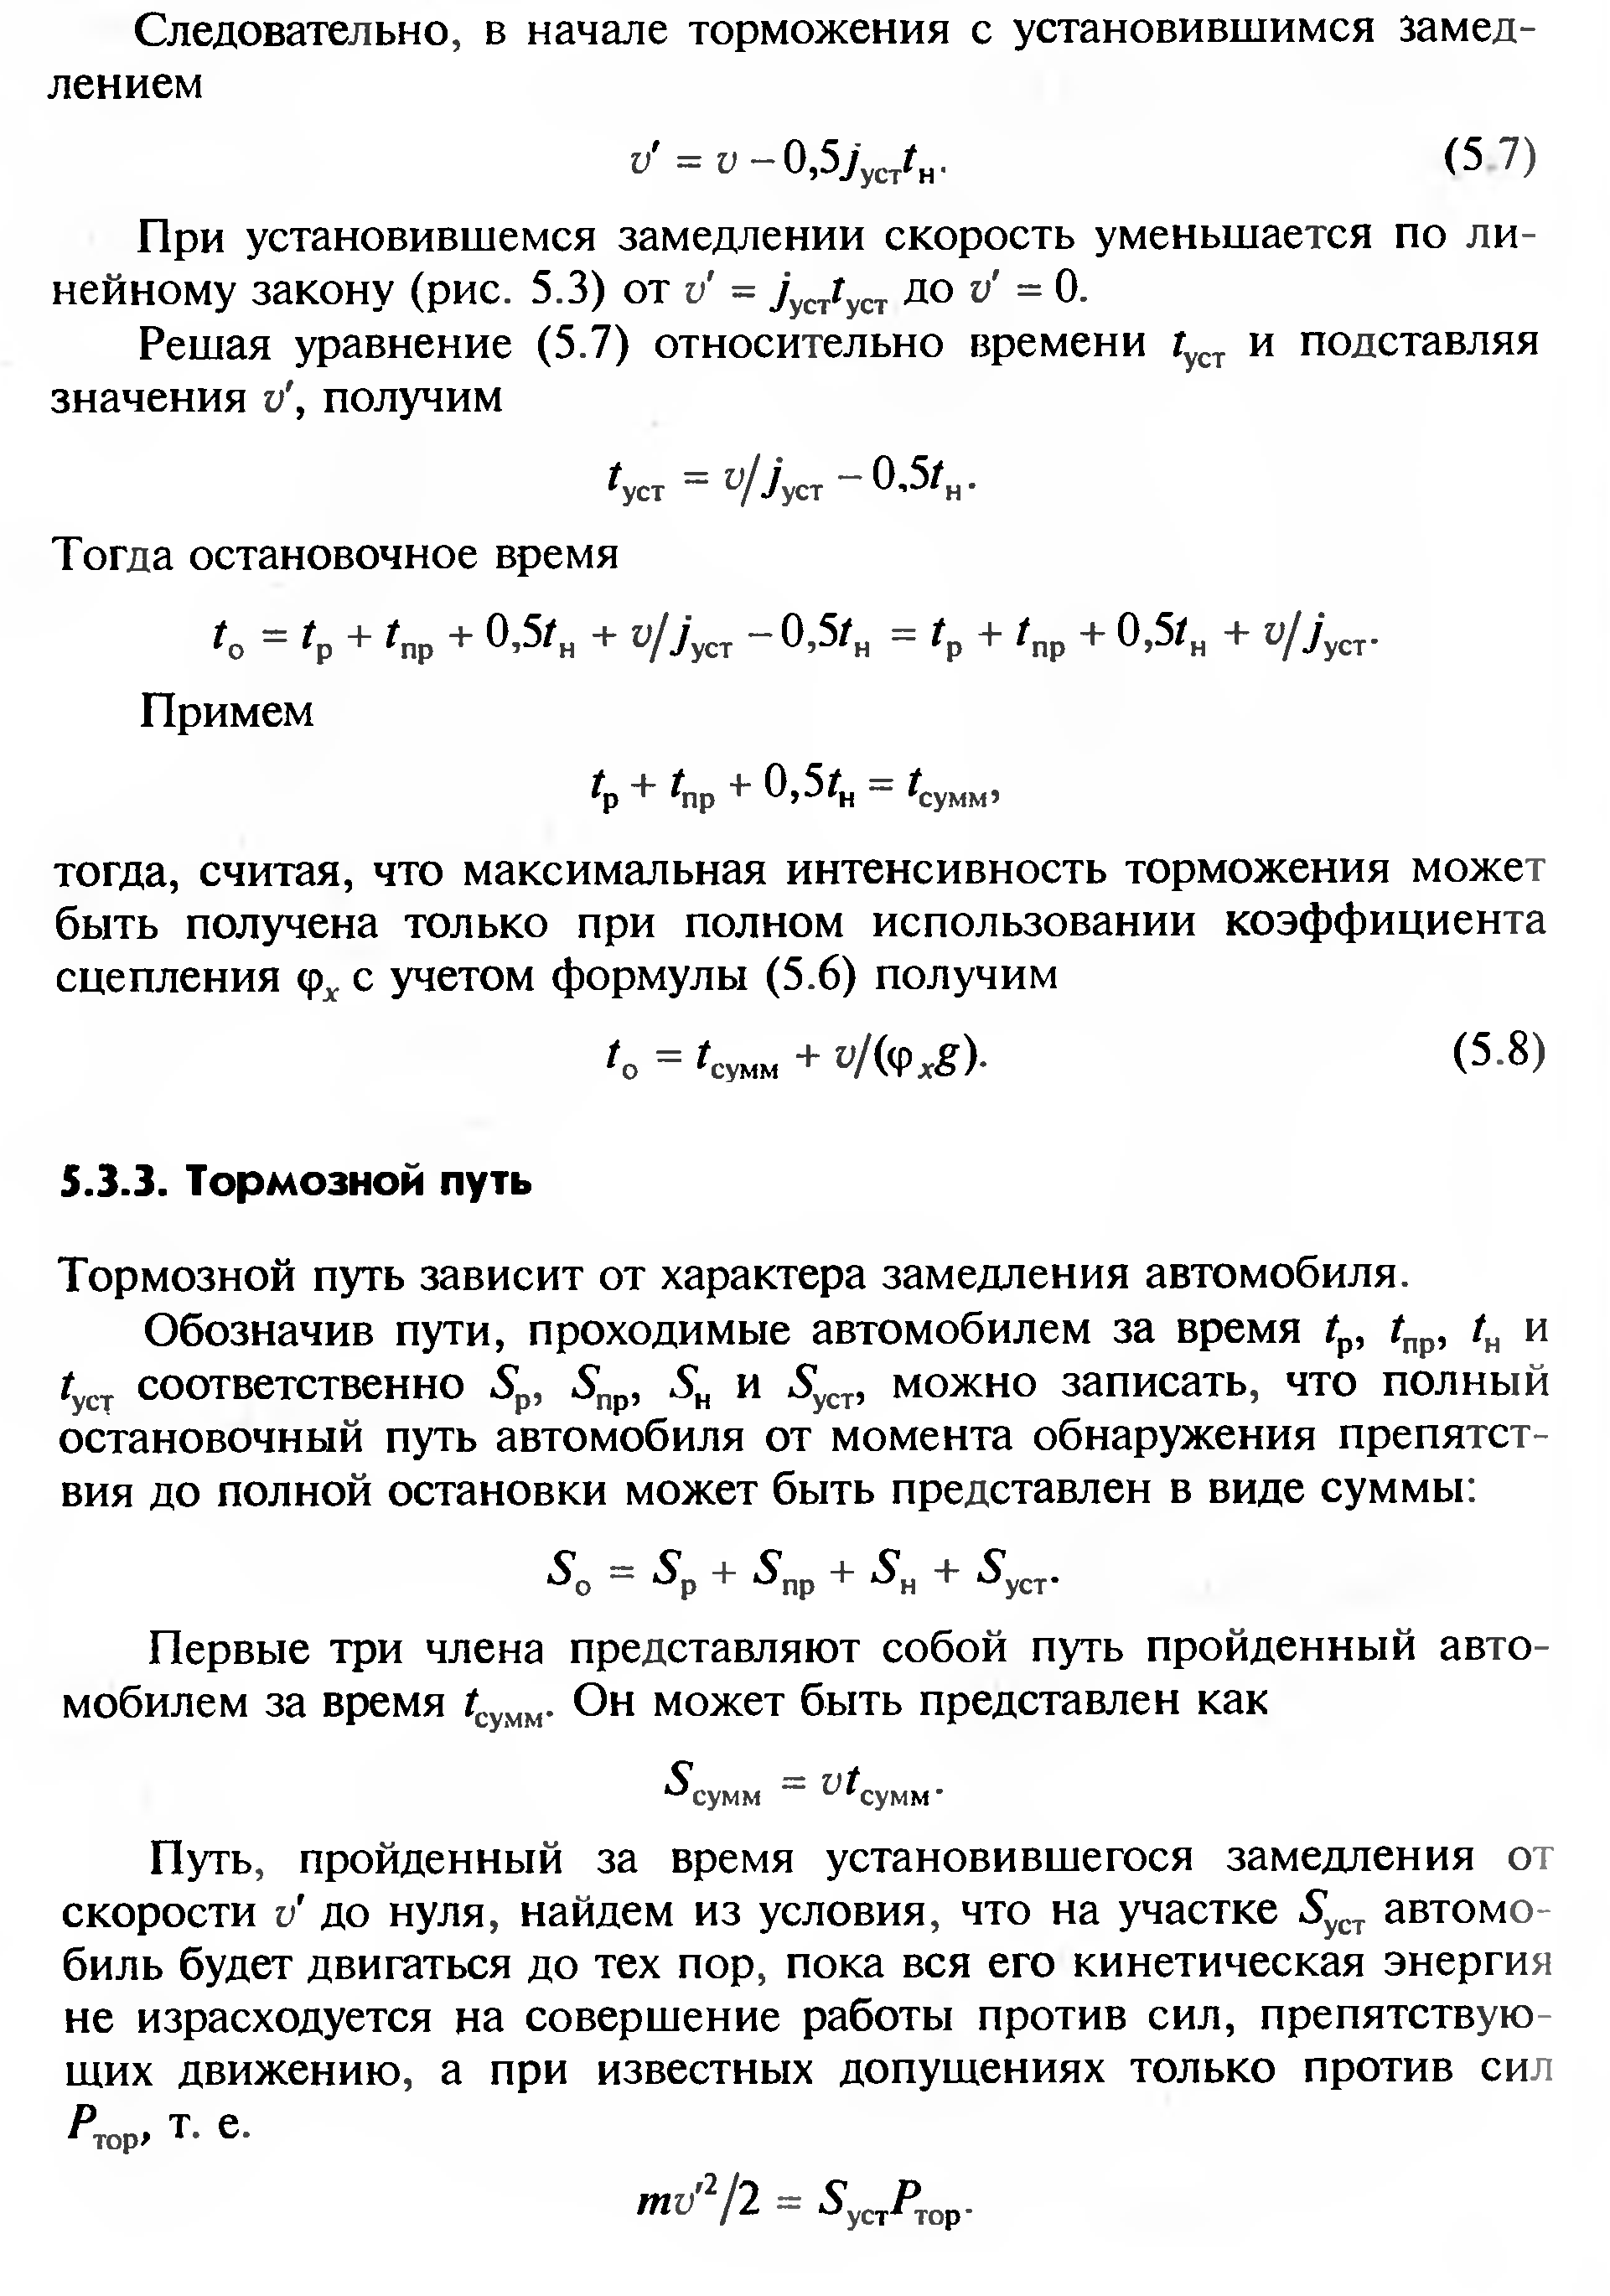 Следовательно, в начале торможения с установившимся замед-
лением
v' = v – 0,5j_уст t_н. (5.7)
При установившемся замедлении скорость уменьшается по ли-
нейному закону (рис. 5.3) от v' = j_уст t_уст до v' = 0.
Решая уравнение (5.7) относительно времени t_уст и подставляя
значения v', получим
t_уст = v/j_уст – 0,5t_н.
Тогда остановочное время
t_о = t_р + t_пр + 0,5t_н + v/j_уст – 0,5t_н = t_р + t_пр + 0,5t_н + v/j_уст.
Примем
t_р + t_пр + 0,5t_н = t_сумм,
тогда, считая, что максимальная интенсивность торможения может
быть получена только при полном использовании коэффициента
сцепления φ_x с учетом формулы (5.6) получим
t_о = t_сумм + v/(φ_x g). (5.8)
5.3.3. Тормозной путь
Тормозной путь зависит от характера замедления автомобиля.
Обозначив пути, проходимые автомобилем за время t_р, t_пр, t_н и
t_уст соответственно S_р, S_пр, S_н и S_уст, можно записать, что полный
остановочный путь автомобиля от момента обнаружения препятст-
вия до полной остановки может быть представлен в виде суммы:
S_о = S_р + S_пр + S_н + S_уст.
Первые три члена представляют собой путь пройденный авто-
мобилем за время t_сумм. Он может быть представлен как
S_сумм = vt_сумм.
Путь, пройденный за время установившегося замедления от
скорости v' до нуля, найдем из условия, что на участке S_уст автомо-
биль будет двигаться до тех пор, пока вся его кинетическая энергия
не израсходуется на совершение работы против сил, препятствую-
щих движению, а при известных допущениях только против сил
P_тор, т. е.
mv'²/2 = S_уст P_тор.